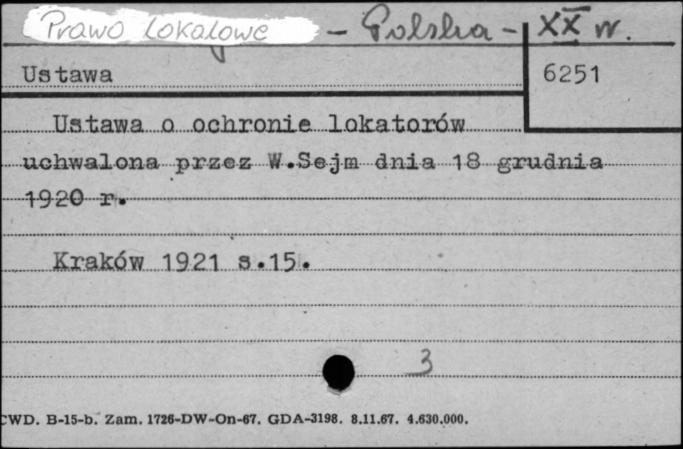 Prawo lokalowe - Polska - XX w.
Ustawa
6251
Ustawa o ochronie lokatorów
uchwalona przez W.Sejm dnia 18 grudnia
1920 r.
Kraków 1921 s.15.
3
CWD. B-15-b. Zam. 1726-DW-On-67. GDA-3198. 8.11.67. 4.630.000.